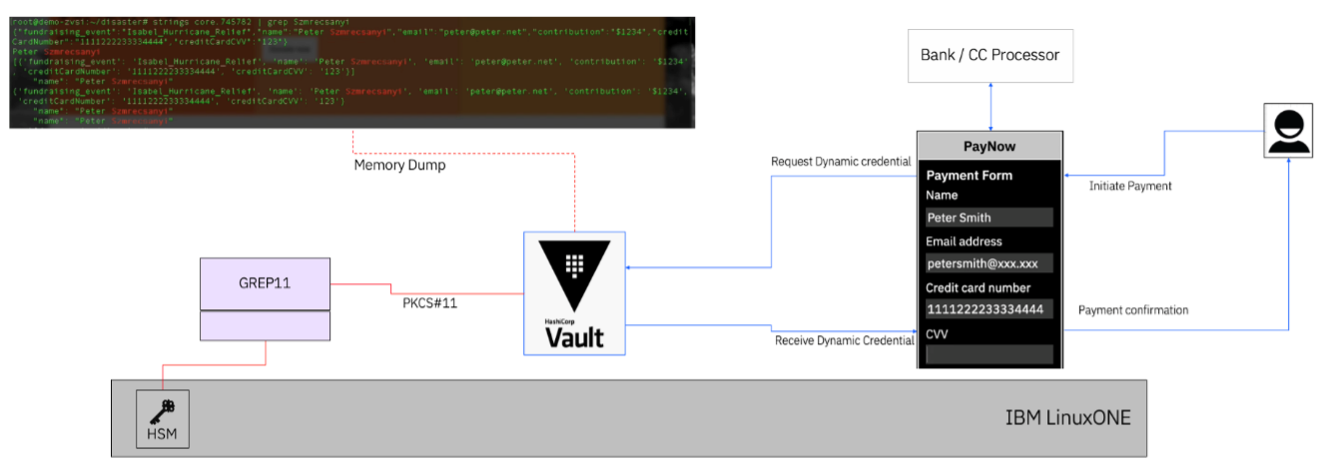 root@demo-zvsi:~/disaster# strings core.745782 | grep Szmrecsanyi
{"fundraising_event":"Isabel_Hurricane_Relief","name":"Peter Szmrecsanyi","email":"peter@peter.net","contribution":"$1234","credit
CardNumber":"1111222233334444","creditCardCVV":"123"}
Peter Szmrecsanyi
[{'fundraising_event': 'Isabel_Hurricane_Relief', 'name': 'Peter Szmrecsanyi', 'email': 'peter@peter.net', 'contribution': '$1234'
, 'creditCardNumber': '1111222233334444', 'creditCardCVV': '123'}]
"name": "Peter Szmrecsanyi"
{'fundraising_event': 'Isabel_Hurricane_Relief', 'name': 'Peter Szmrecsanyi', 'email': 'peter@peter.net', 'contribution': '$1234',
'creditCardNumber': '1111222233334444', 'creditCardCVV': '123'}
"name": "Peter Szmrecsanyi"
"name": "Peter Szmrecsanyi"
Memory Dump
Bank / CC Processor
PayNow
Payment Form
Name
Peter Smith
Email address
petersmith@xxx.xxx
Credit card number
1111222233334444
CVV
Request Dynamic credential
Initiate Payment
GREP11
PKCS#11
HashiCorp
Vault
Receive Dynamic Credential
Payment confirmation
HSM
IBM LinuxONE